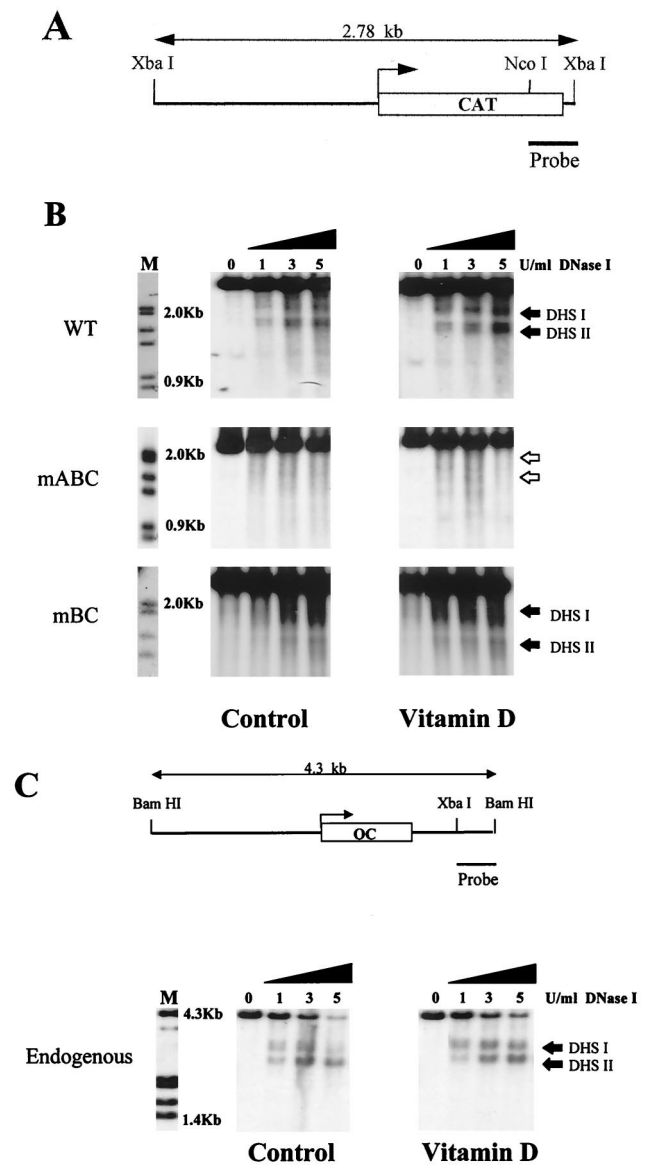 A
2.78 kb
Xba I
Nco I
Xba I
CAT
Probe
B
M
0 1 3 5
0 1 3 5
U/ml DNase I
WT
2.0Kb
0.9Kb
DHS I
DHS II
mABC
2.0Kb
0.9Kb
mBC
2.0Kb
DHS I
DHS II
Control
Vitamin D
C
4.3 kb
Bam HI
Xba I
Bam HI
OC
Probe
M
0 1 3 5
0 1 3 5
U/ml DNase I
4.3Kb
Endogenous
1.4Kb
DHS I
DHS II
Control
Vitamin D